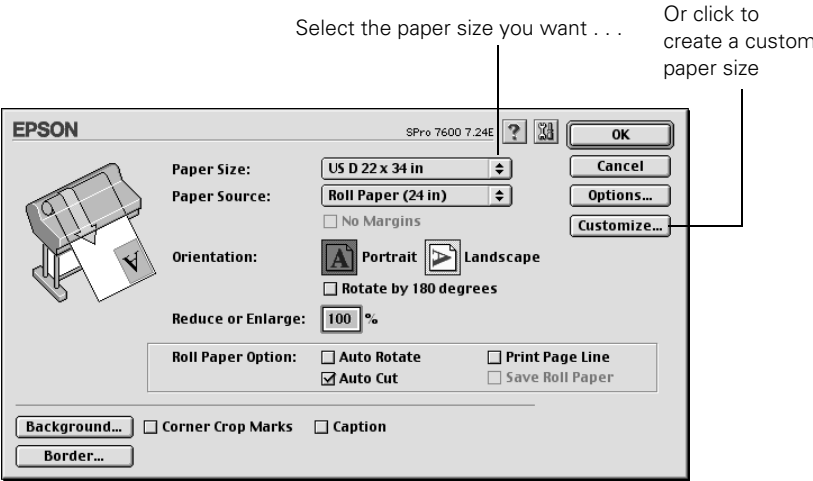 Select the paper size you want . . .
Or click to
create a custom
paper size
EPSON
SPro 7600 7.24E
?
OK
Paper Size:
US D 22 x 34 in
Cancel
Paper Source:
Roll Paper (24 in)
Options...
No Margins
Customize...
Orientation:
A
Portrait
A
Landscape
A
Rotate by 180 degrees
Reduce or Enlarge:
100
%
Roll Paper Option:
Auto Rotate
Print Page Line
Auto Cut
Save Roll Paper
Background...
Corner Crop Marks
Caption
Border...